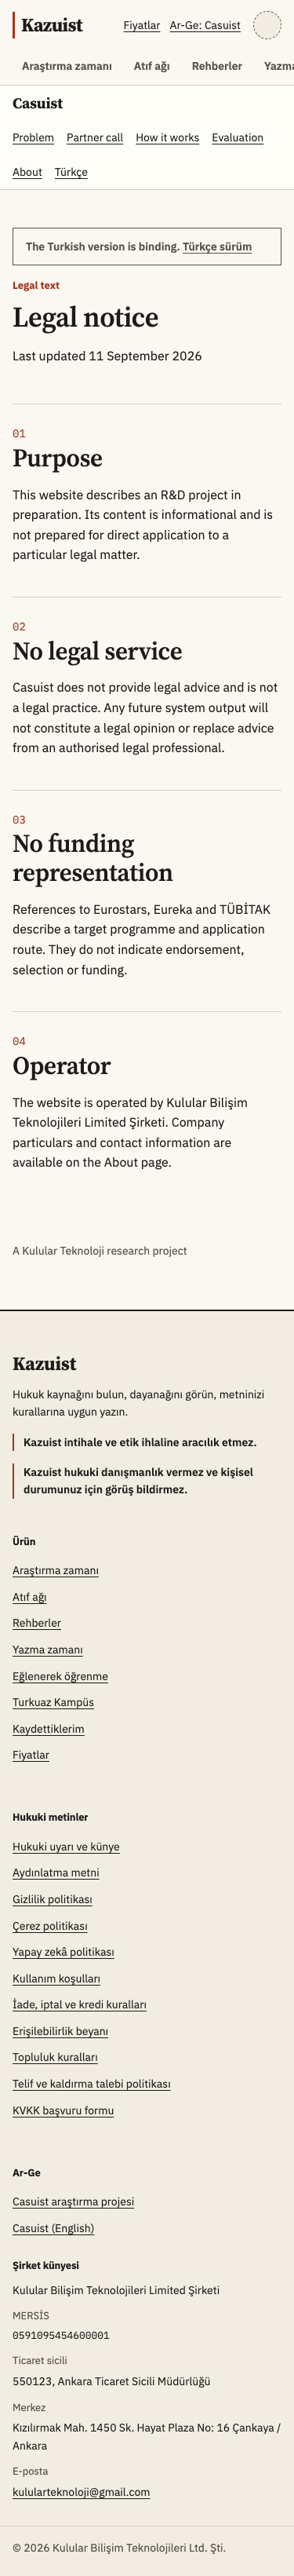 Kazuist
Fiyatlar Ar-Ge: Casuist
Araştırma zamanı Atıf ağı Rehberler
Casuist
Problem Partner call How it works Evaluation
About Türkçe
The Turkish version is binding. Türkçe sürüm
Legal text
Legal notice
Last updated 11 September 2026
01
Purpose
This website describes an R&D project in
preparation. Its content is informational and is
not prepared for direct application to a
particular legal matter.
02
No legal service
Casuist does not provide legal advice and is not
a legal practice. Any future system output will
not constitute a legal opinion or replace advice
from an authorised legal professional.
03
No funding
representation
References to Eurostars, Eureka and TÜBİTAK
describe a target programme and application
route. They do not indicate endorsement,
selection or funding.
04
Operator
The website is operated by Kulular Bilişim
Teknolojileri Limited Şirketi. Company
particulars and contact information are
available on the About page.
A Kulular Teknoloji research project
Kazuist
Hukuk kaynağını bulun, dayanağını görün, metninizi
kurallarına uygun yazın.
Kazuist intihale ve etik ihlaline aracılık etmez.
Kazuist hukuki danışmanlık vermez ve kişisel
durumunuz için görüş bildirmez.
Ürün
Araştırma zamanı
Atıf ağı
Rehberler
Yazma zamanı
Eğlenerek öğrenme
Turkuaz Kampüs
Kaydettiklerim
Fiyatlar
Hukuki metinler
Hukuki uyarı ve künye
Aydınlatma metni
Gizlilik politikası
Çerez politikası
Yapay zekâ politikası
Kullanım koşulları
İade, iptal ve kredi kuralları
Erişilebilirlik beyanı
Topluluk kuralları
Telif ve kaldırma talebi politikası
KVKK başvuru formu
Ar-Ge
Casuist araştırma projesi
Casuist (English)
Şirket künyesi
Kulular Bilişim Teknolojileri Limited Şirketi
MERSİS
0591095454600001
Ticaret sicili
550123, Ankara Ticaret Sicili Müdürlüğü
Merkez
Kızılırmak Mah. 1450 Sk. Hayat Plaza No: 16 Çankaya /
Ankara
E-posta
kulularteknoloji@gmail.com
© 2026 Kulular Bilişim Teknolojileri Ltd. Şti.